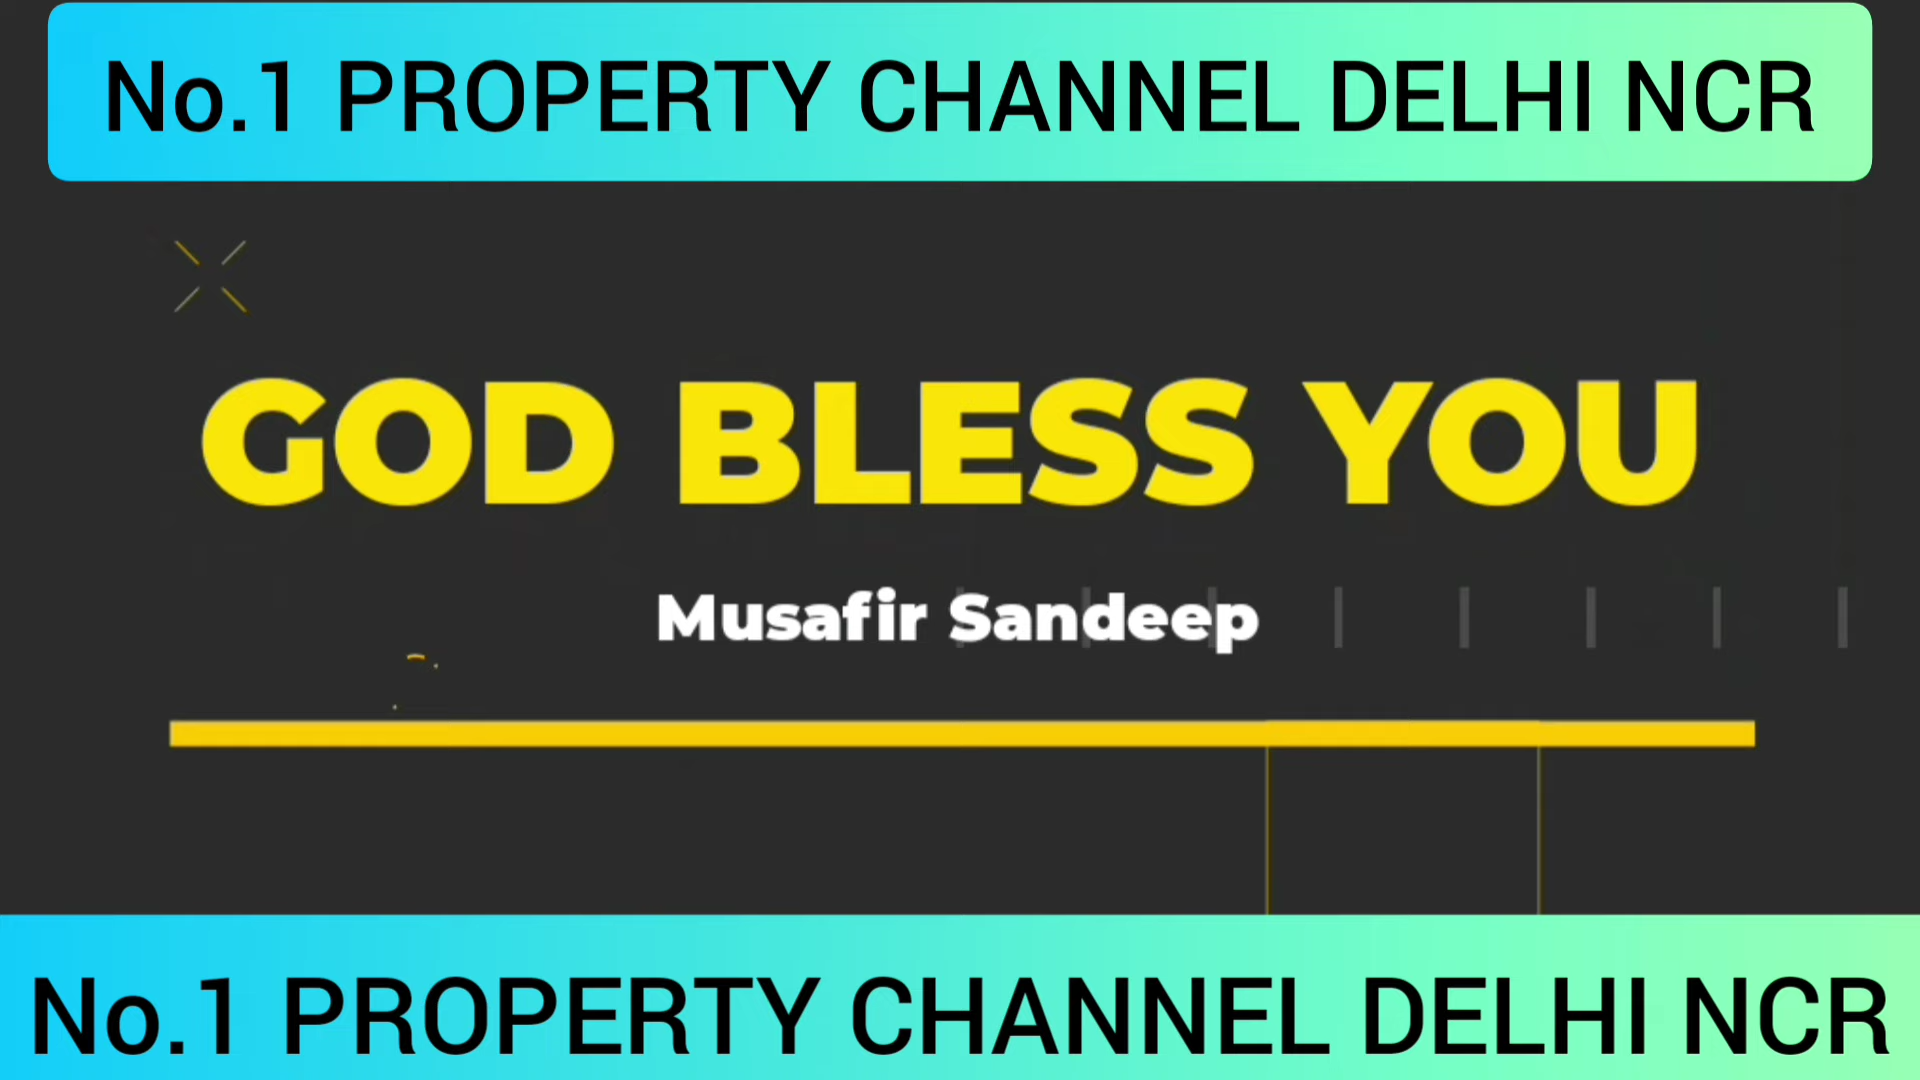 No.1 PROPERTY CHANNEL DELHI NCR
GOD BLESS YOU
Musafir Sandeep
No.1 PROPERTY CHANNEL DELHI NCR